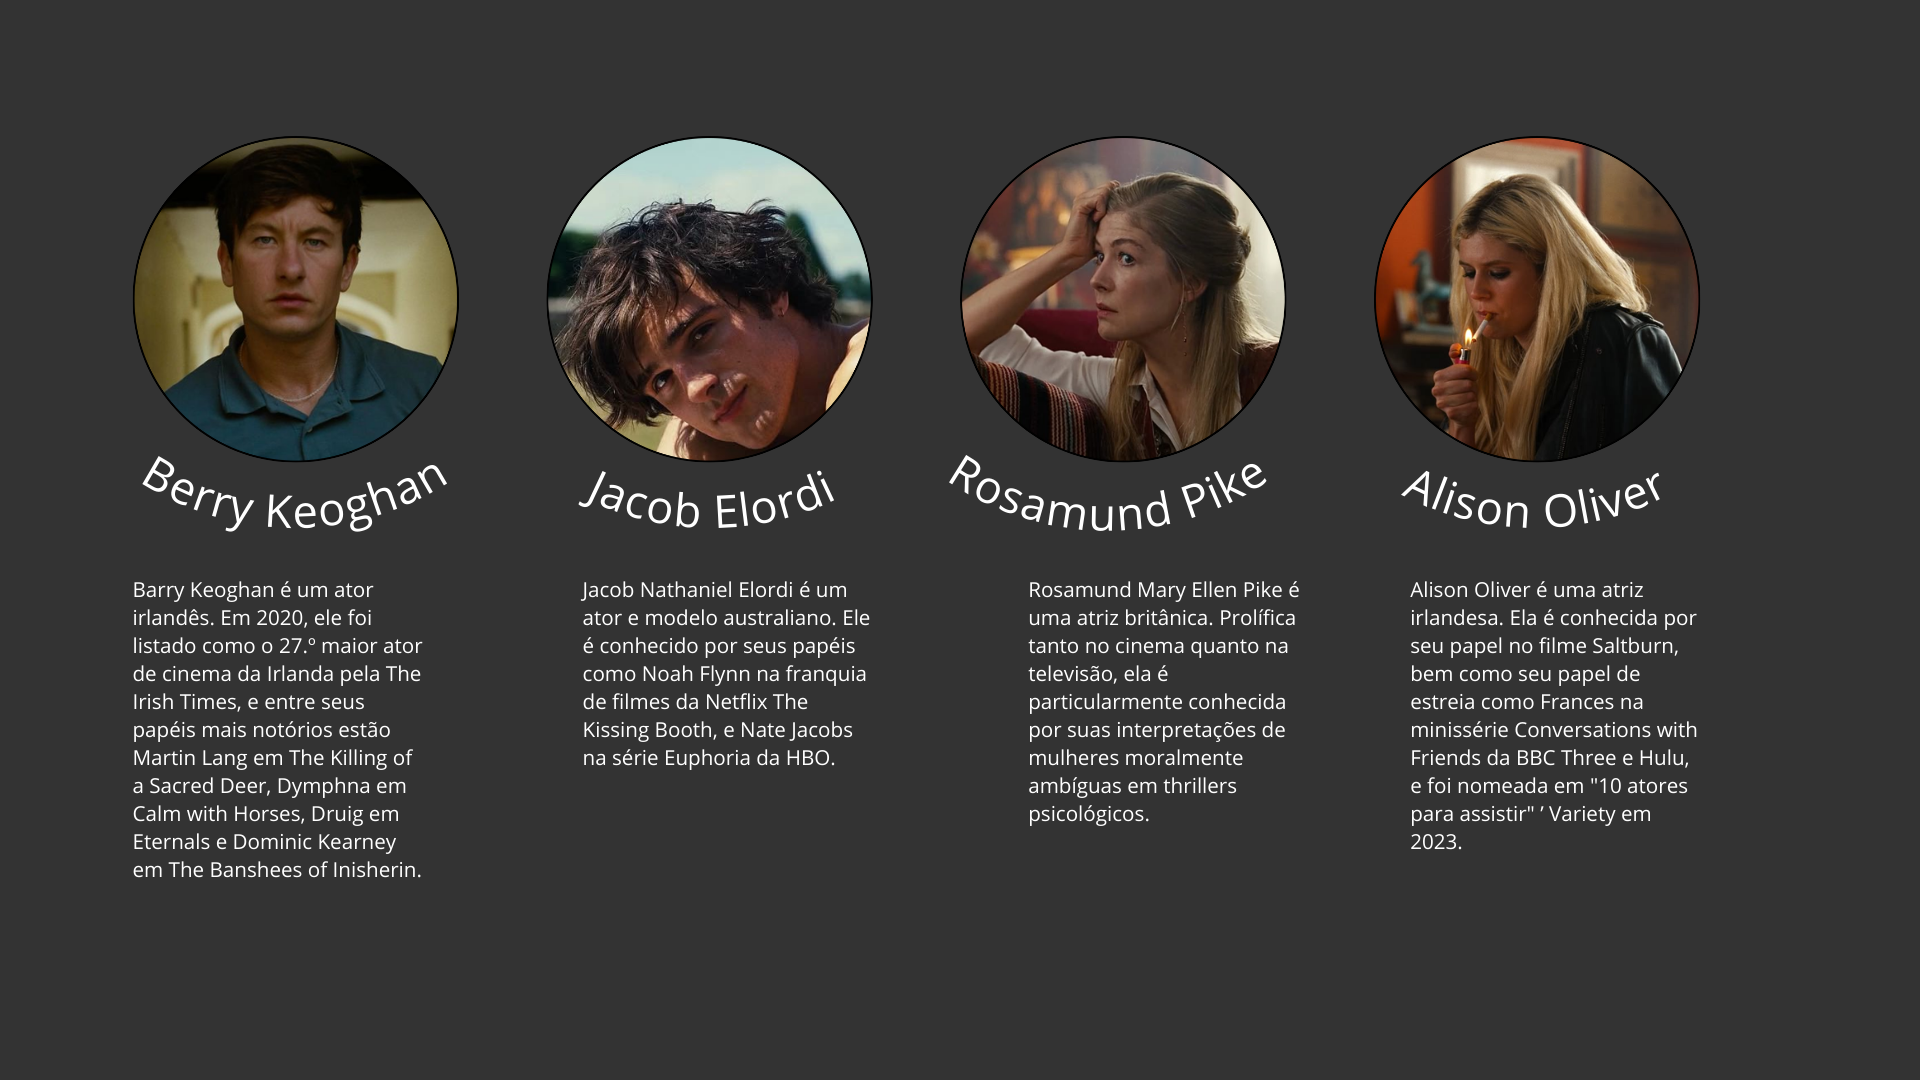 Berry Keoghan
Barry Keoghan é um ator
irlandês. Em 2020, ele foi
listado como o 27.º maior ator
de cinema da Irlanda pela The
Irish Times, e entre seus
papéis mais notórios estão
Martin Lang em The Killing of
a Sacred Deer, Dymphna em
Calm with Horses, Druig em
Eternals e Dominic Kearney
em The Banshees of Inisherin.
Jacob Elordi
Jacob Nathaniel Elordi é um
ator e modelo australiano. Ele
é conhecido por seus papéis
como Noah Flynn na franquia
de filmes da Netflix The
Kissing Booth, e Nate Jacobs
na série Euphoria da HBO.
Rosamund Pike
Rosamund Mary Ellen Pike é
uma atriz britânica. Prolífica
tanto no cinema quanto na
televisão, ela é
particularmente conhecida
por suas interpretações de
mulheres moralmente
ambíguas em thrillers
psicológicos.
Alison Oliver
Alison Oliver é uma atriz
irlandesa. Ela é conhecida por
seu papel no filme Saltburn,
bem como seu papel de
estreia como Frances na
minissérie Conversations with
Friends da BBC Three e Hulu,
e foi nomeada em "10 atores
para assistir" ’ Variety em
2023.